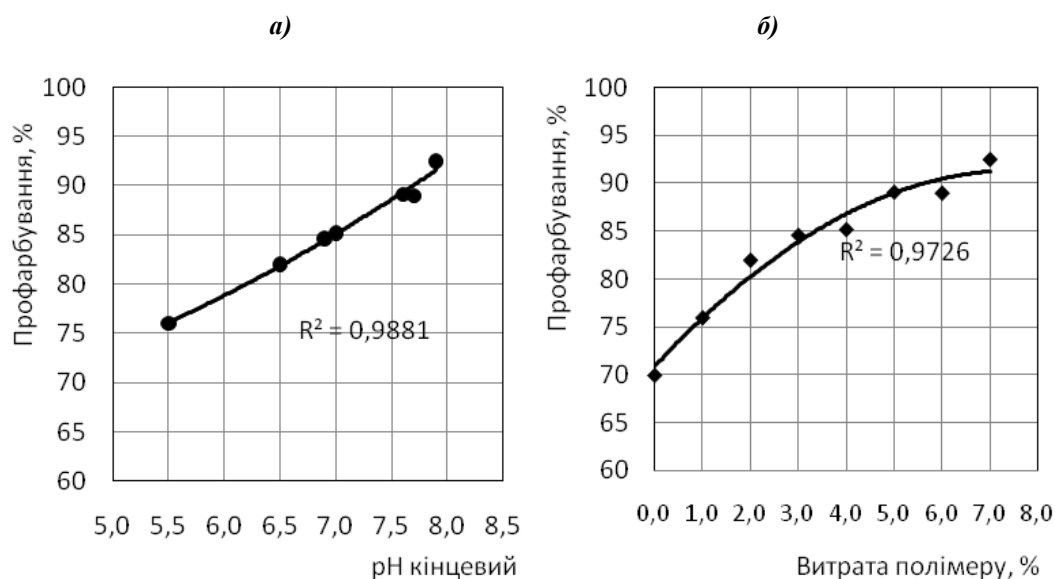 а)
100
95
90
85
80
75
70
65
60
Профарбування, %
R² = 0,9881
5,0 5,5 6,0 6,5 7,0 7,5 8,0 8,5
pH кінцевий
б)
100
95
90
85
80
75
70
65
60
Профарбування, %
R² = 0,9726
0,0 1,0 2,0 3,0 4,0 5,0 6,0 7,0 8,0
Витрата полімеру, %